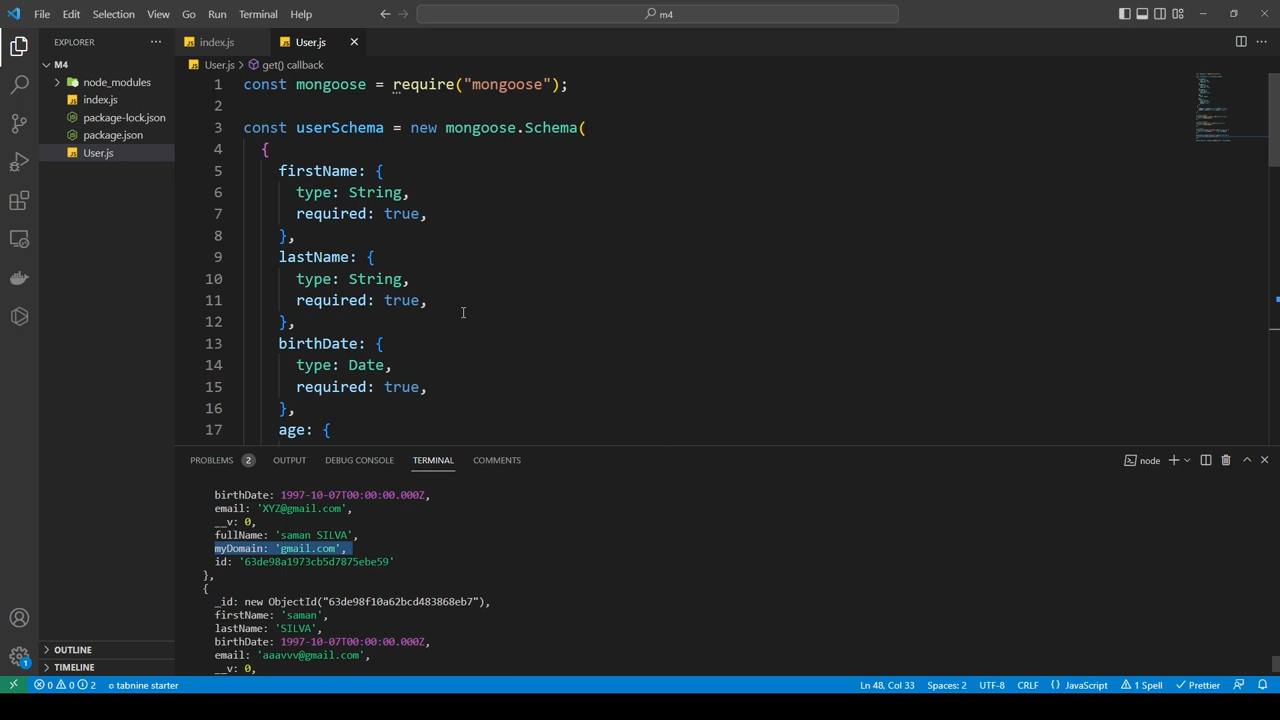 File Edit Selection View Go Run Terminal Help
m4
EXPLORER
index.js
User.js
M4
User.js > get() callback
node_modules
index.js
package-lock.json
package.json
User.js
1 const mongoose = require("mongoose");
2
3 const userSchema = new mongoose.Schema(
4 {
5 firstName: {
6 type: String,
7 required: true,
8 },
9 lastName: {
10 type: String,
11 required: true,
12 },
13 birthDate: {
14 type: Date,
15 required: true,
16 },
17 age: {
PROBLEMS 2 OUTPUT DEBUG CONSOLE TERMINAL COMMENTS
node
birthDate: 1997-10-07T00:00:00.000Z,
email: 'XYZ@gmail.com',
__v: 0,
fullName: 'saman SILVA',
myDomain: 'gmail.com',
id: '63de98a1973cb5d7875ebe59'
},
{
_id: new ObjectId("63de98f10a62bcd483868eb7"),
firstName: 'saman',
lastName: 'SILVA',
birthDate: 1997-10-07T00:00:00.000Z,
email: 'aaavvv@gmail.com',
__v: 0,
OUTLINE
TIMELINE
1
0 0 2 tabnine starter
Ln 48, Col 33 Spaces: 2 UTF-8 CRLF {} JavaScript 1 Spell Prettier